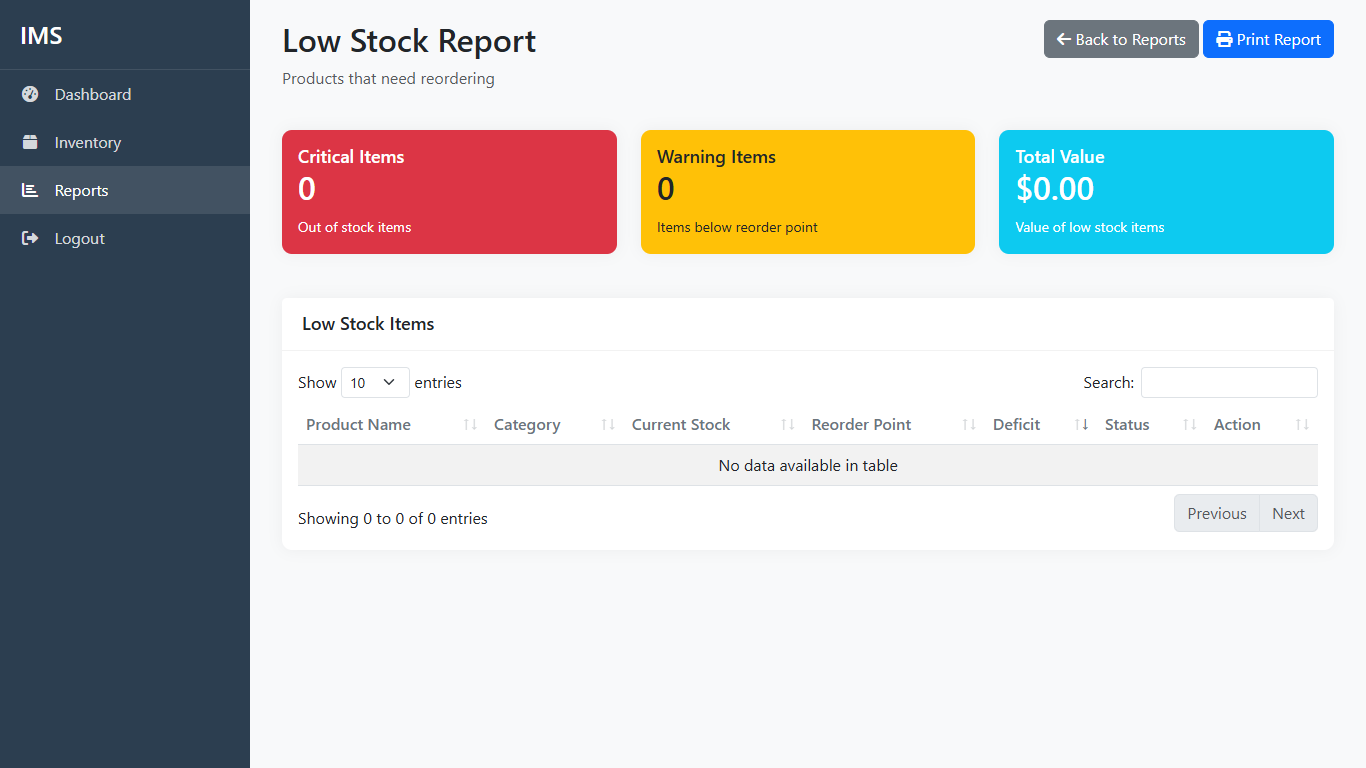 IMS
Dashboard
Inventory
Reports
Logout
Low Stock Report
Products that need reordering
Back to Reports
Print Report
Critical Items
0
Out of stock items
Warning Items
0
Items below reorder point
Total Value
$0.00
Value of low stock items
Low Stock Items
Show 10 entries
Search:
Product Name Category Current Stock Reorder Point Deficit Status Action
No data available in table
Showing 0 to 0 of 0 entries
Previous Next